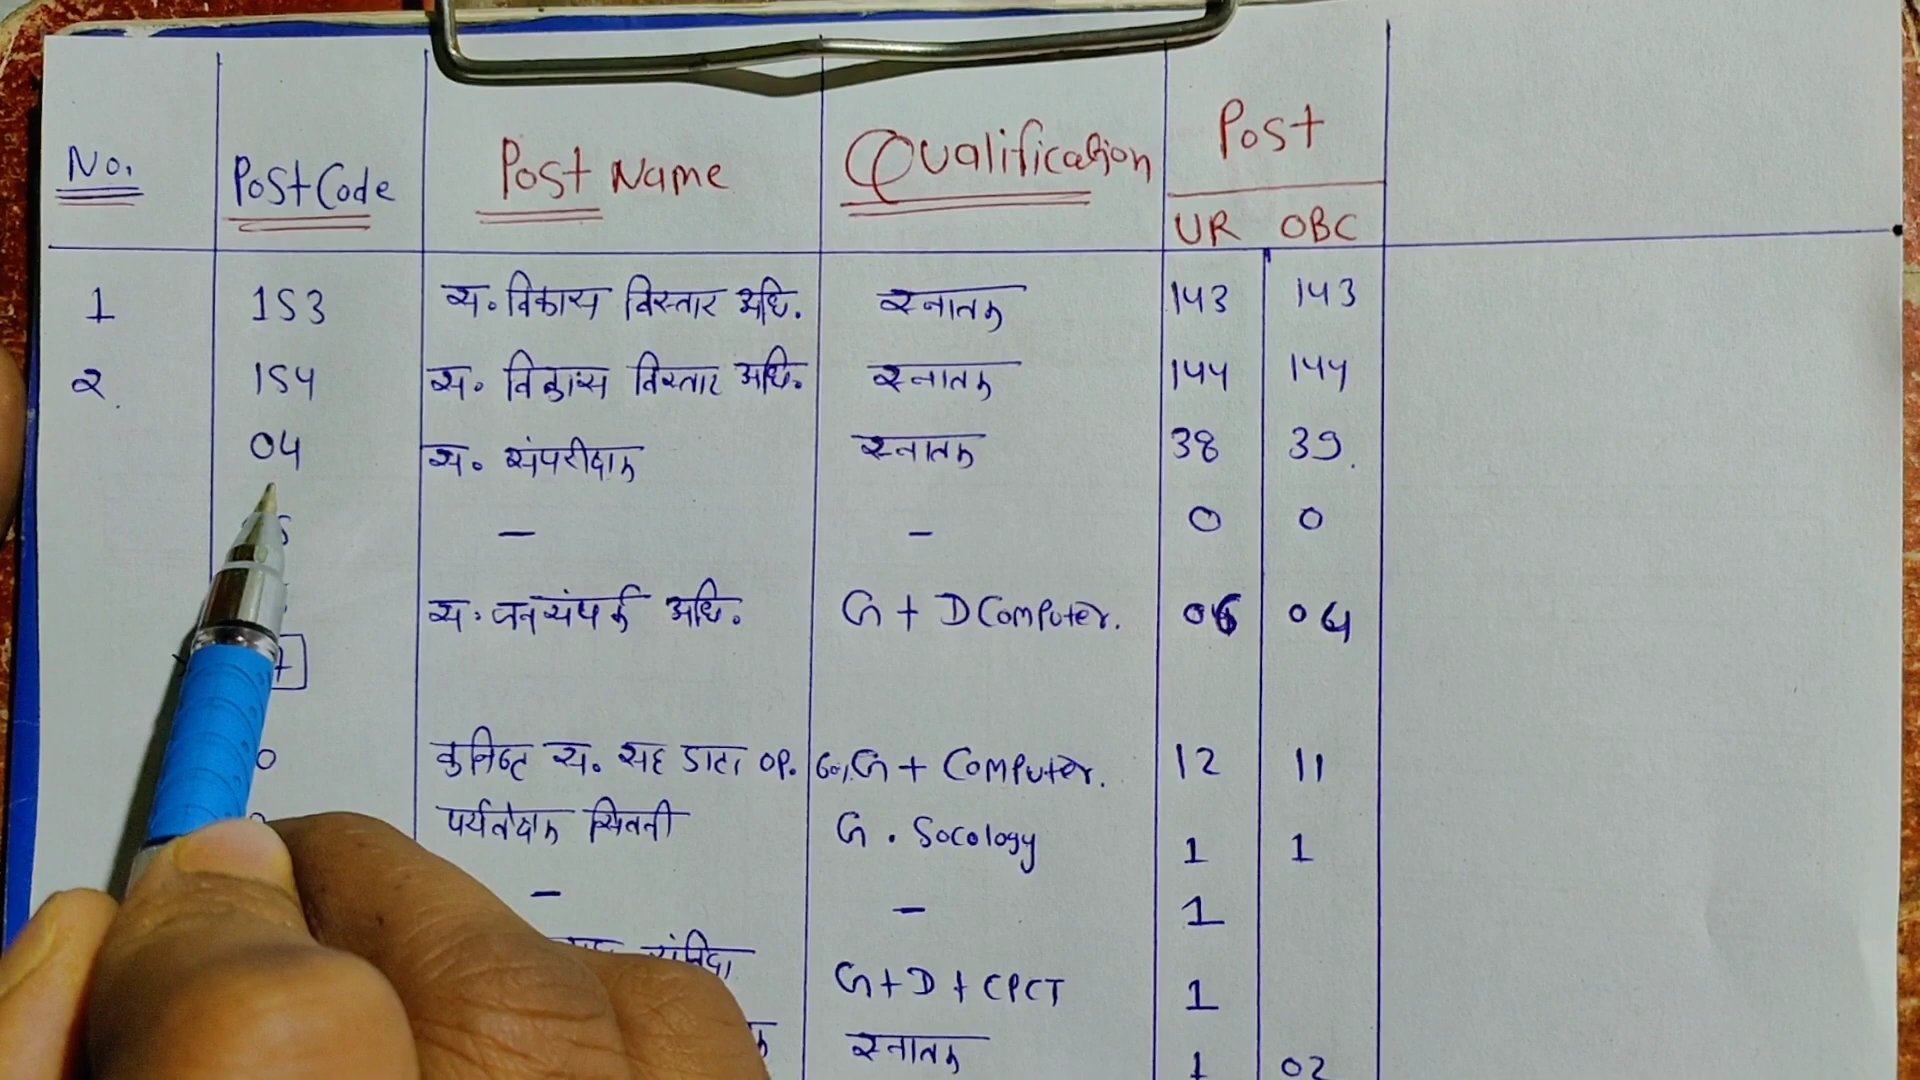 No. Post Code Post Name Qualification Post
UR OBC
1 153 स. विकास विस्तार अधि. स्नातक 143 143
२ 154 स. विकास विस्तार अधि. स्नातक 144 144
04 स. संपरीक्षक स्नातक 38 39.
— — 0 0
स. जनसंपर्क अधि. G + D Computer. 06 04
कनिष्ट स. सह डाटा OP. G + Computer. 12 11
पर्यवेक्षक G. Socology 1 1
— — 1
G+D+CPCT 1
स्नातक 1 02